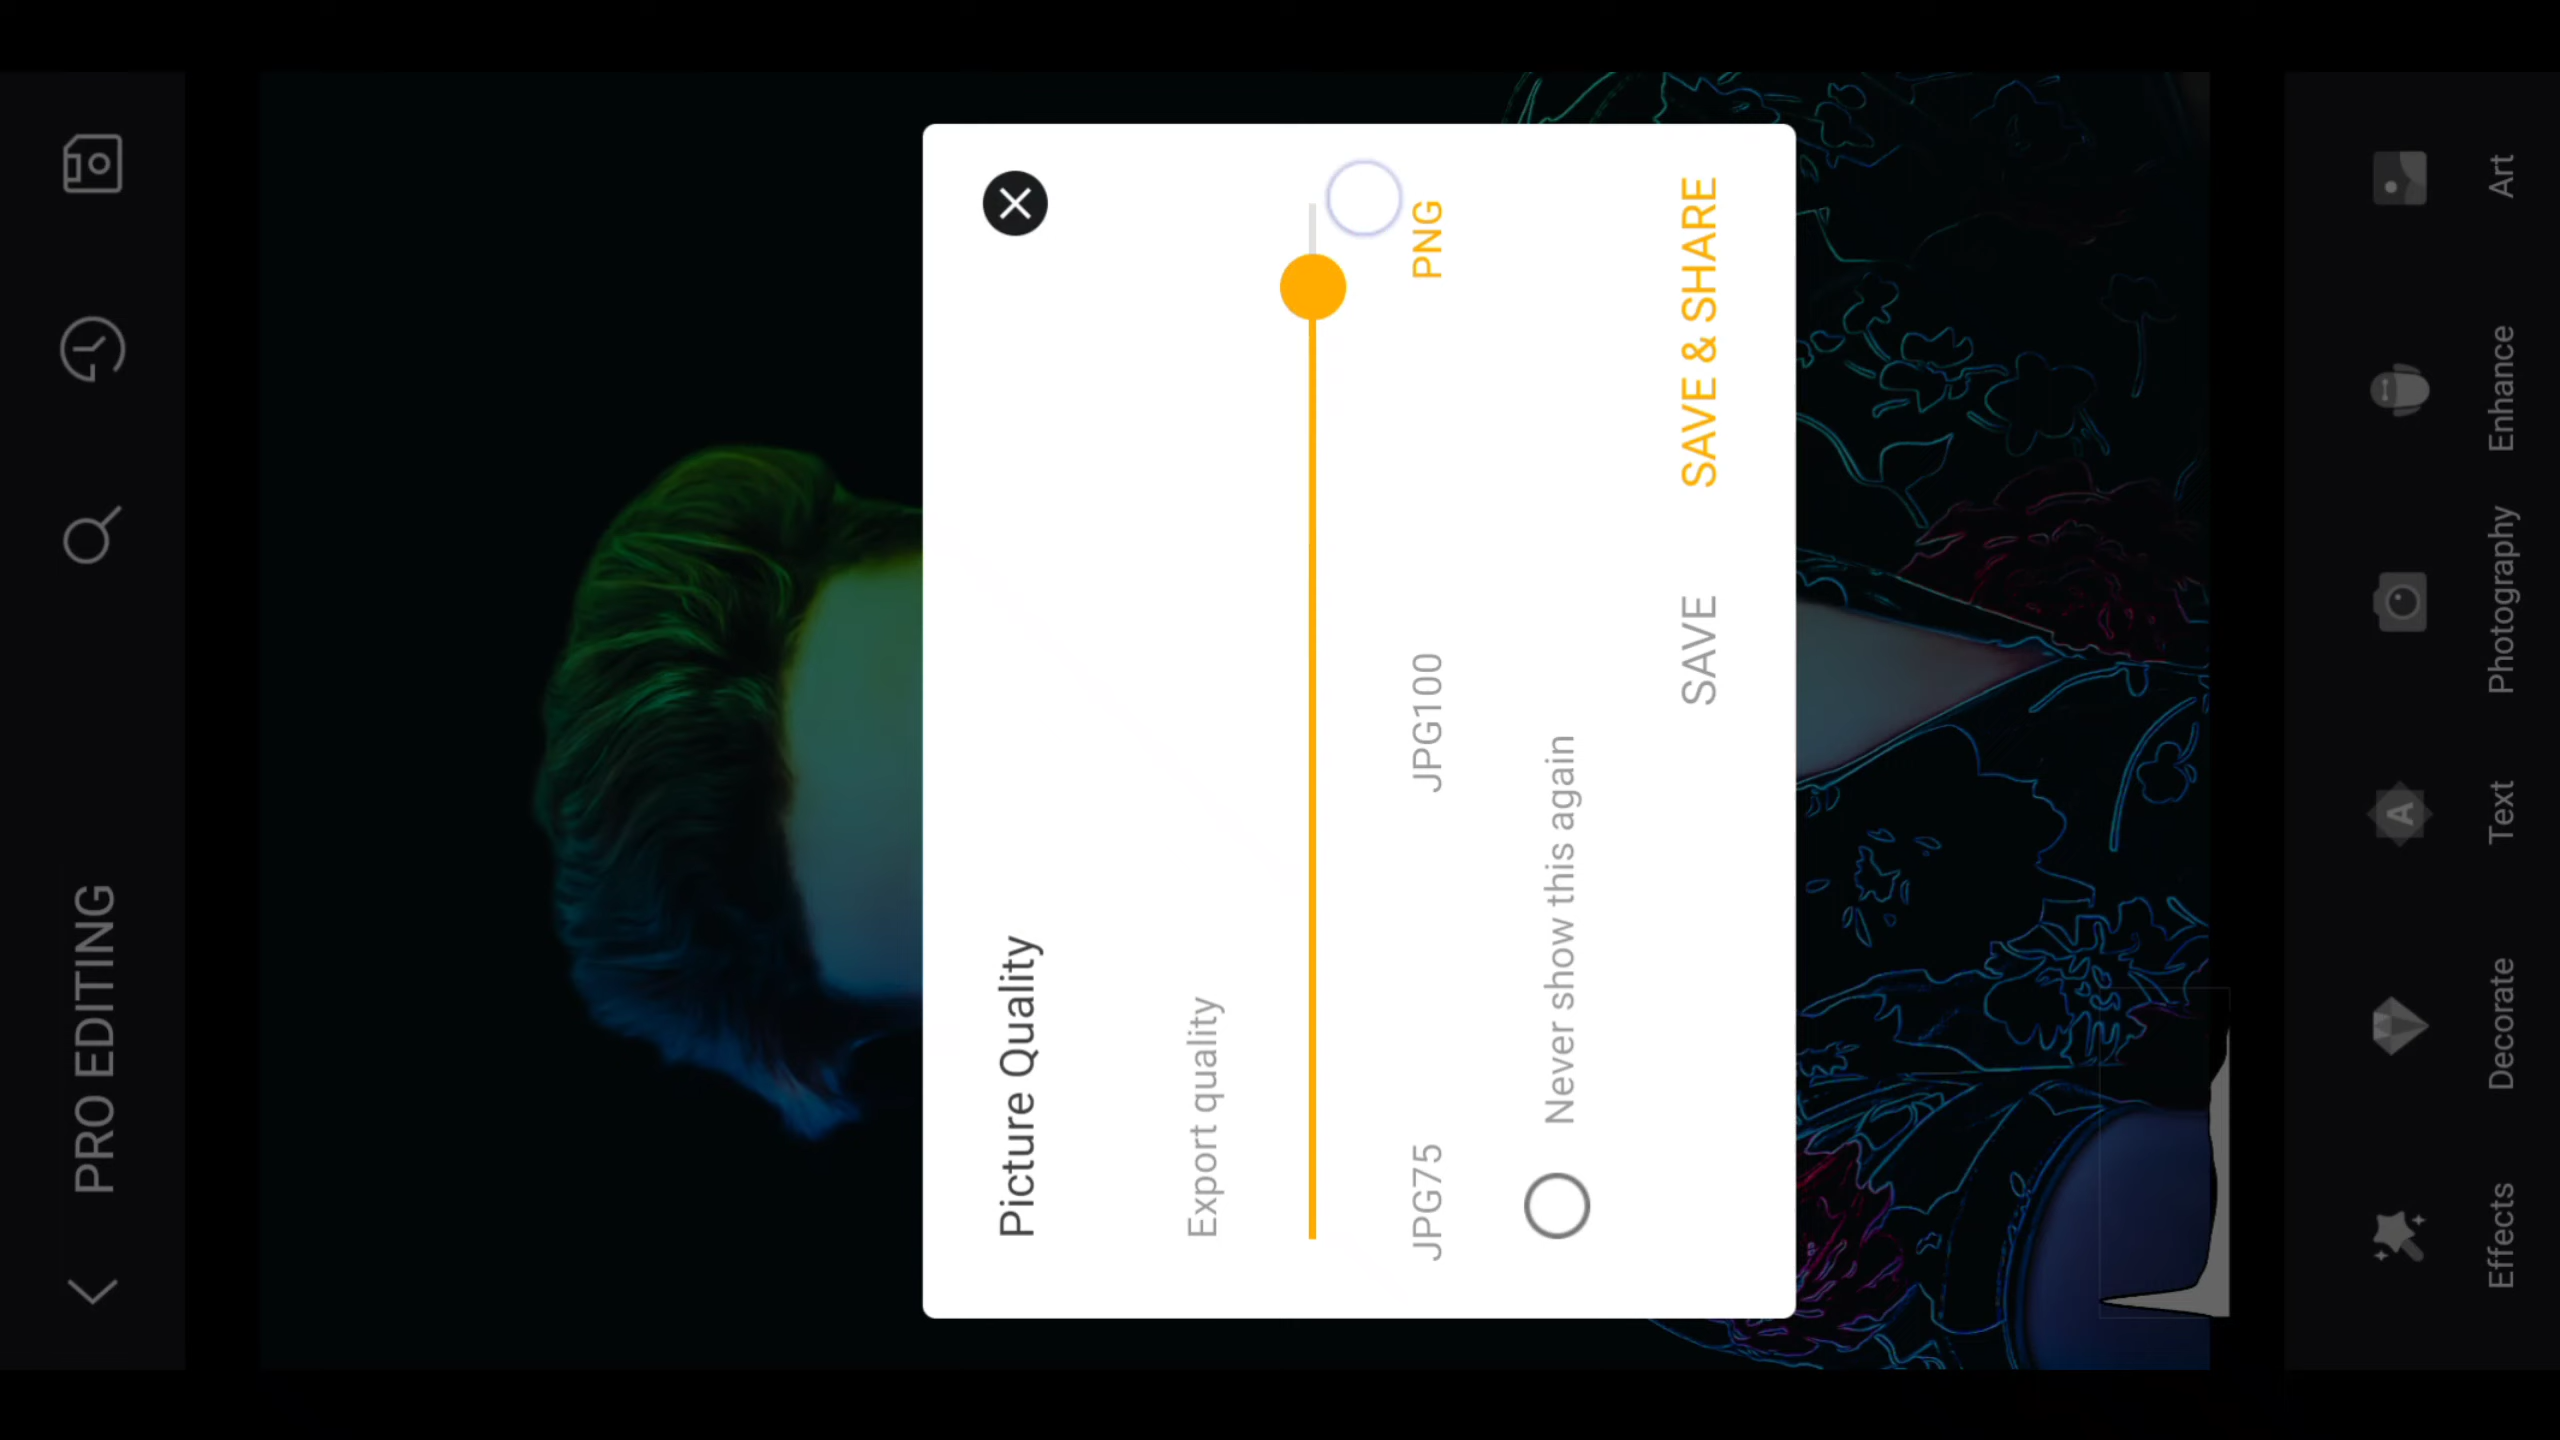 PRO EDITING
Picture Quality
Export quality
JPG75 JPG100 PNG
Never show this again
SAVE SAVE & SHARE
A
Effects Decorate Text Photography Enhance Art